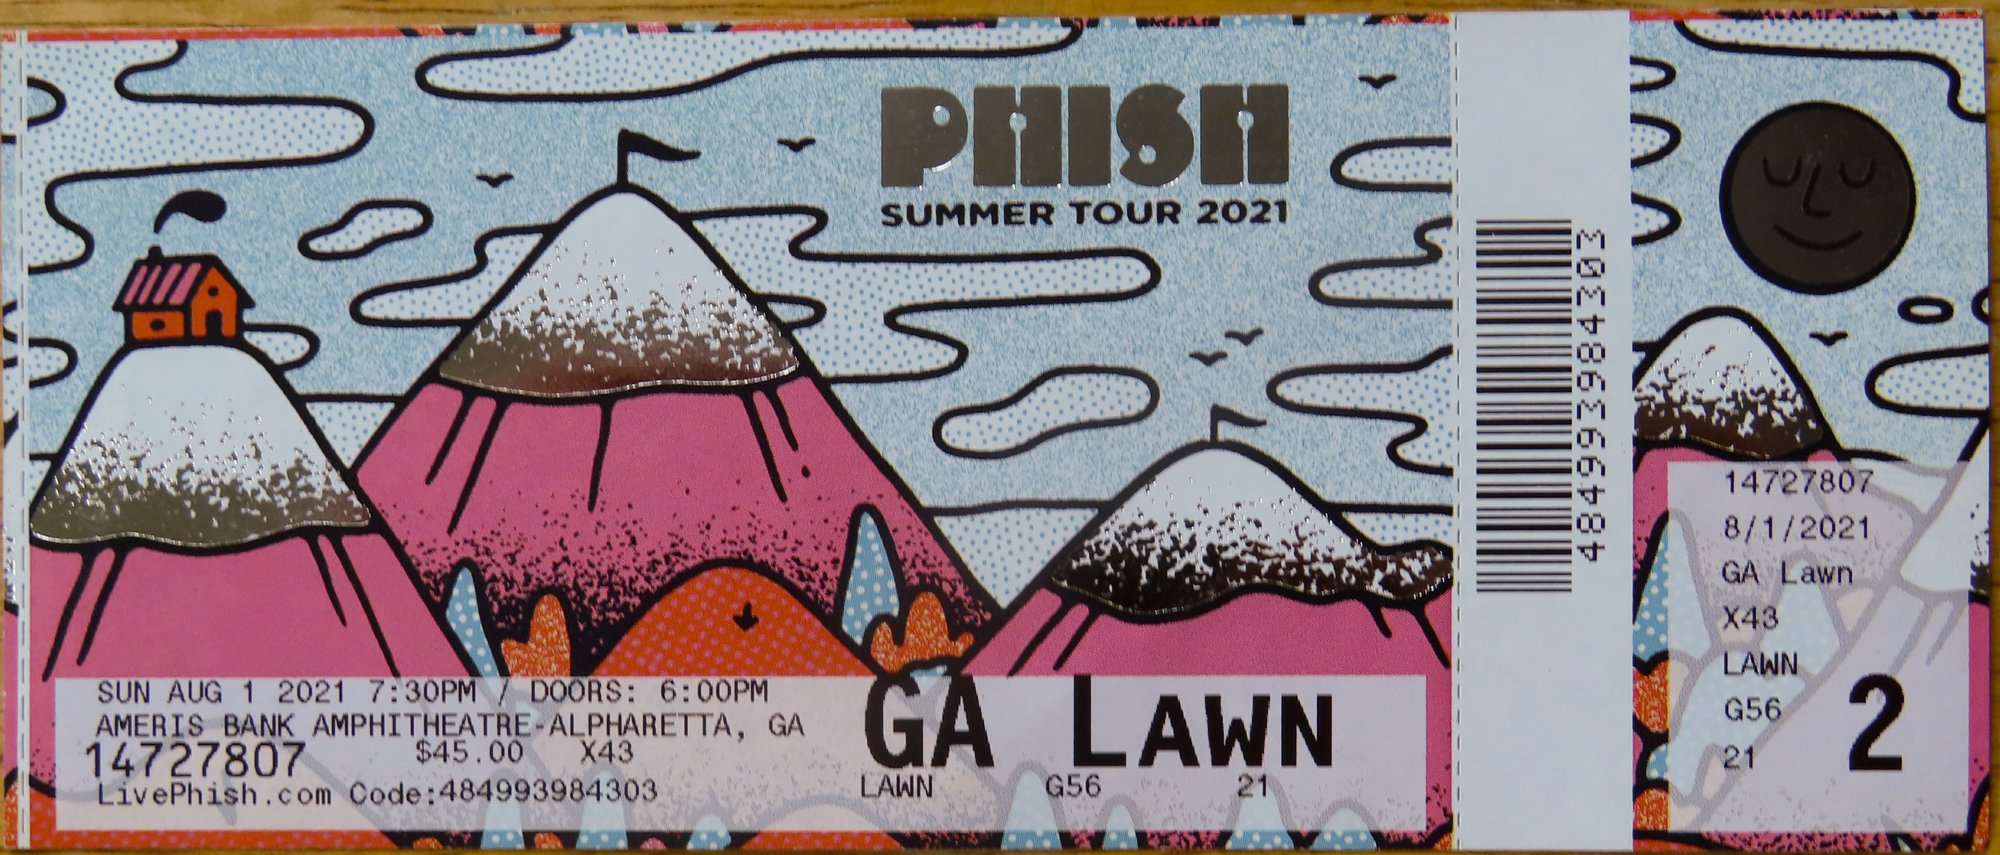 PHISH
SUMMER TOUR 2021
SUN AUG 1 2021 7:30PM / DOORS: 6:00PM
AMERIS BANK AMPHITHEATRE-ALPHARETTA, GA
14727807 $45.00 X43
LivePhish.com Code:484993984303
GA LAWN
LAWN G56 21
484993984303
14727807
8/1/2021
GA Lawn
X43
LAWN
G56
21
2